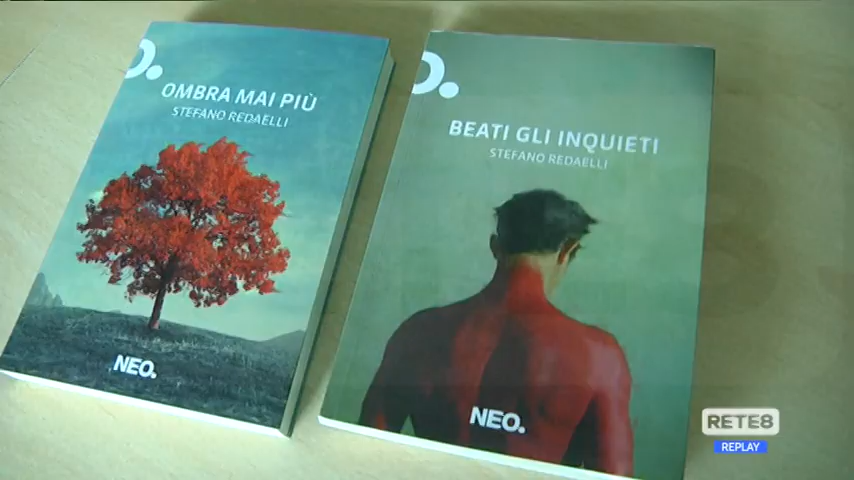 O.
OMBRA MAI PIÙ
STEFANO REDAELLI
NEO.
O.
BEATI GLI INQUIETI
STEFANO REDAELLI
NEO.
RETE8
REPLAY